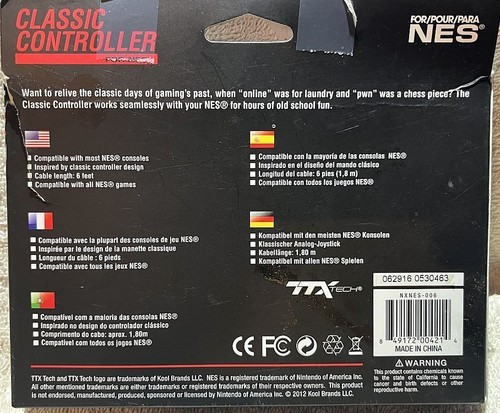 CLASSIC
CONTROLLER
FOR/POUR/PARA
NES®
Want to relive the classic days of gaming's past, when "online" was for laundry and "pwn" was a chess piece? The
Classic Controller works seamlessly with your NES® for hours of old school fun.
Compatible with most NES® consoles
Inspired by classic controller design
Cable length: 6 feet
Compatible with all NES® games
Compatible con la mayoría de las consolas NES®
Inspirado en el diseño del mando clásico
Longitud del cable: 6 pies (1,8 m)
Compatible con todos los juegos NES®
Compatible avec la plupart des consoles de jeu NES®
Inspirée par le design de la manette classique
Longueur du câble : 6 pieds
Compatible avec tous les jeux NES®
Kompatibel mit den meisten NES® Konsolen
Klassischer Analog-Joystick
Kabellänge: 1,80 m
Kompatibel mit allen NES® Spielen
Compatível com a maioria das consolas NES®
Inspirado no design do controlador clássico
Comprimento do cabo: aprox. 1,80m
Compatível com todos os jogos NES®
TTX TECH®
062916 0530463
NXNES-006
8 49172 00421 4
MADE IN CHINA
CE FC
WARNING
This product contains chemicals known
to the state of California to cause
cancer and birth defects or other
reproductive harm.
TTX Tech and TTX Tech logo are trademarks of Kool Brands LLC. NES is a registered trademark of Nintendo of America Inc.
All other mentioned trademarks are either trademarks or registered trademarks of their respective owners. This product
is not endorsed, manufactured, produced, sponsored or licensed by Nintendo of America Inc. © 2012 Kool Brands LLC.